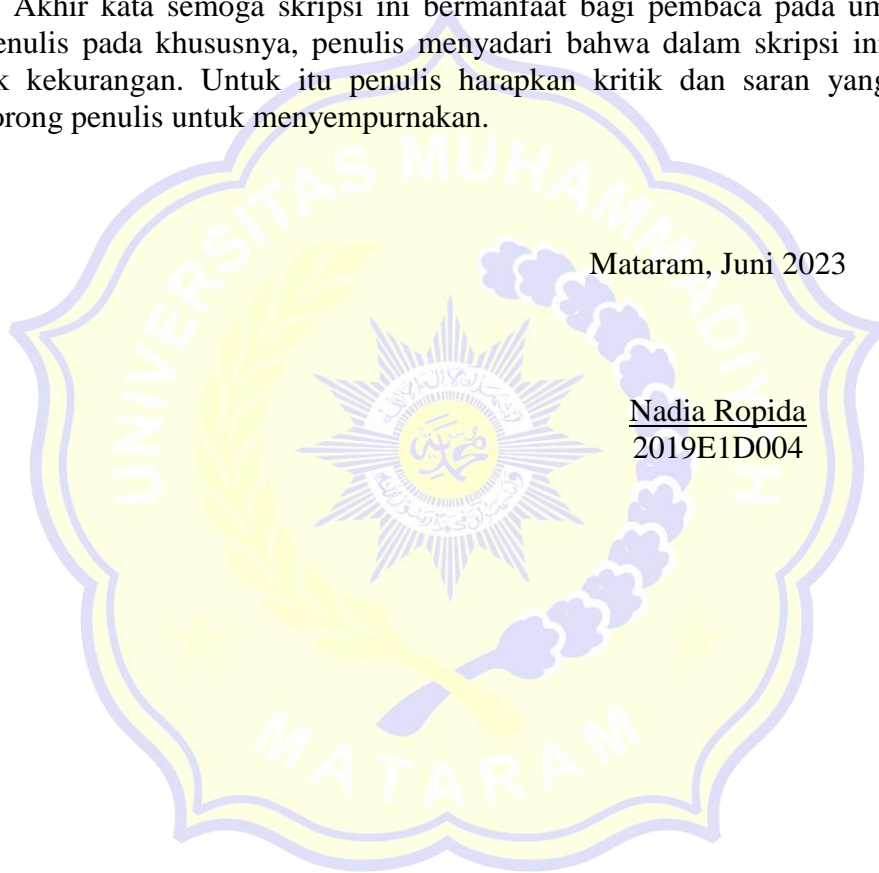 Akhir kata semoga skripsi ini bermanfaat bagi pembaca pada um
enulis pada khususnya, penulis menyadari bahwa dalam skripsi ini
k kekurangan. Untuk itu penulis harapkan kritik dan saran yang
orong penulis untuk menyempurnakan.
Mataram, Juni 2023
Nadia Ropida
2019E1D004
UNIVERSITAS MUHAMMADIYAH
MATARAM